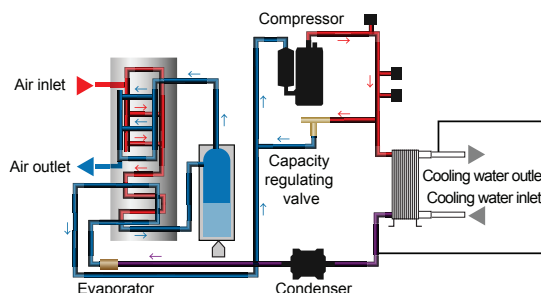 Compressor
Air inlet
Air outlet
Capacity
regulating
valve
Cooling water outle
Cooling water inlet
Evaporator
Condenser